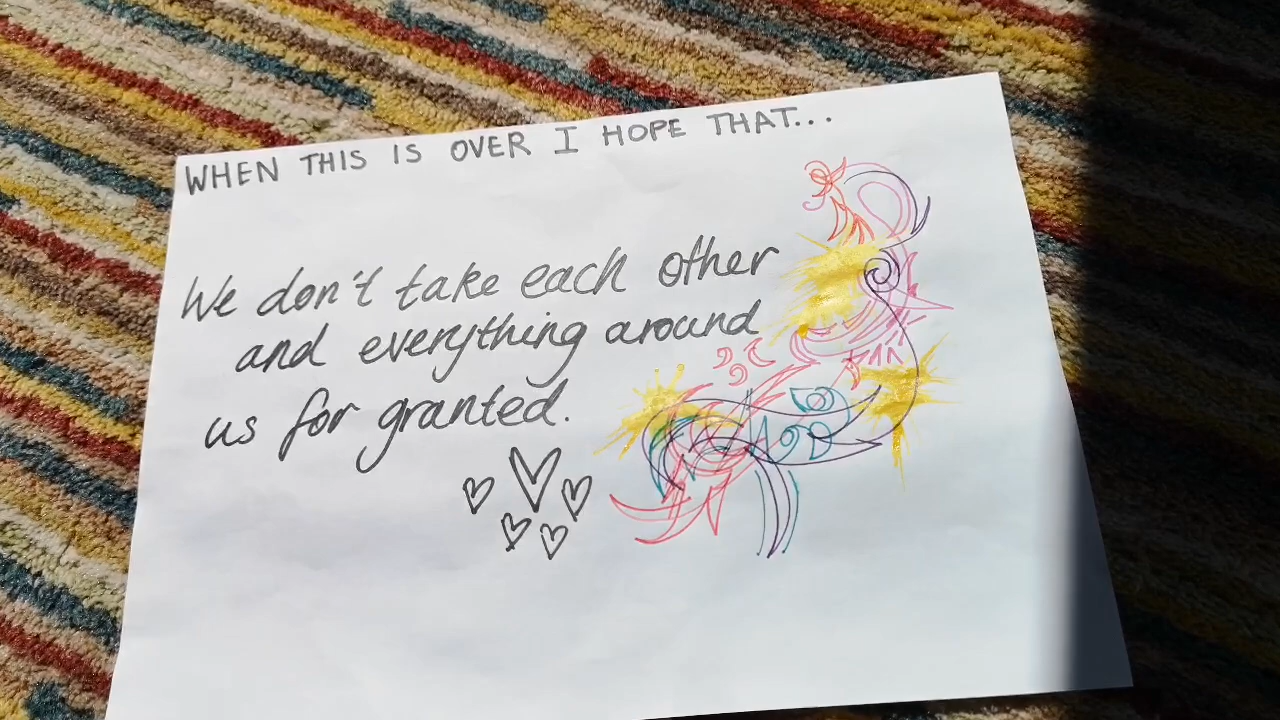 WHEN THIS IS OVER I HOPE THAT...
We don't take each other
and everything around
us for granted.